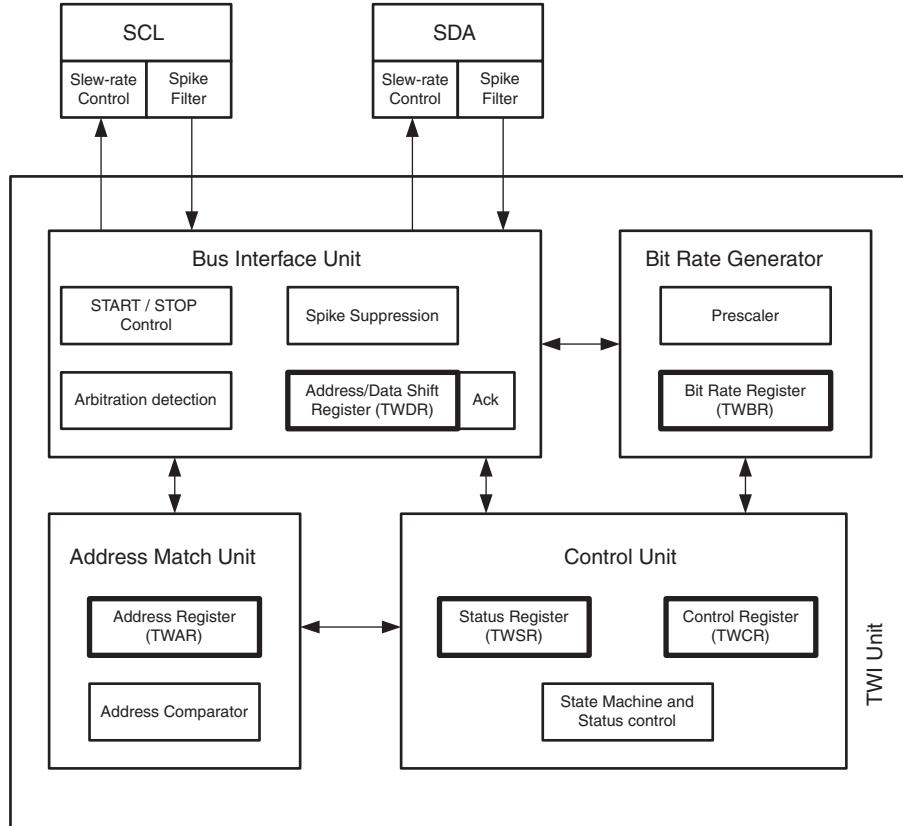 SCL
Slew-rate
Control
Spike
Filter
SDA
Slew-rate
Control
Spike
Filter
Bus Interface Unit
START / STOP
Control
Spike Suppression
Arbitration detection
Address/Data Shift
Register (TWDR)
Ack
Bit Rate Generator
Prescaler
Bit Rate Register
(TWBR)
Address Match Unit
Address Register
(TWAR)
Address Comparator
Control Unit
Status Register
(TWSR)
Control Register
(TWCR)
State Machine and
Status control
TWI Unit